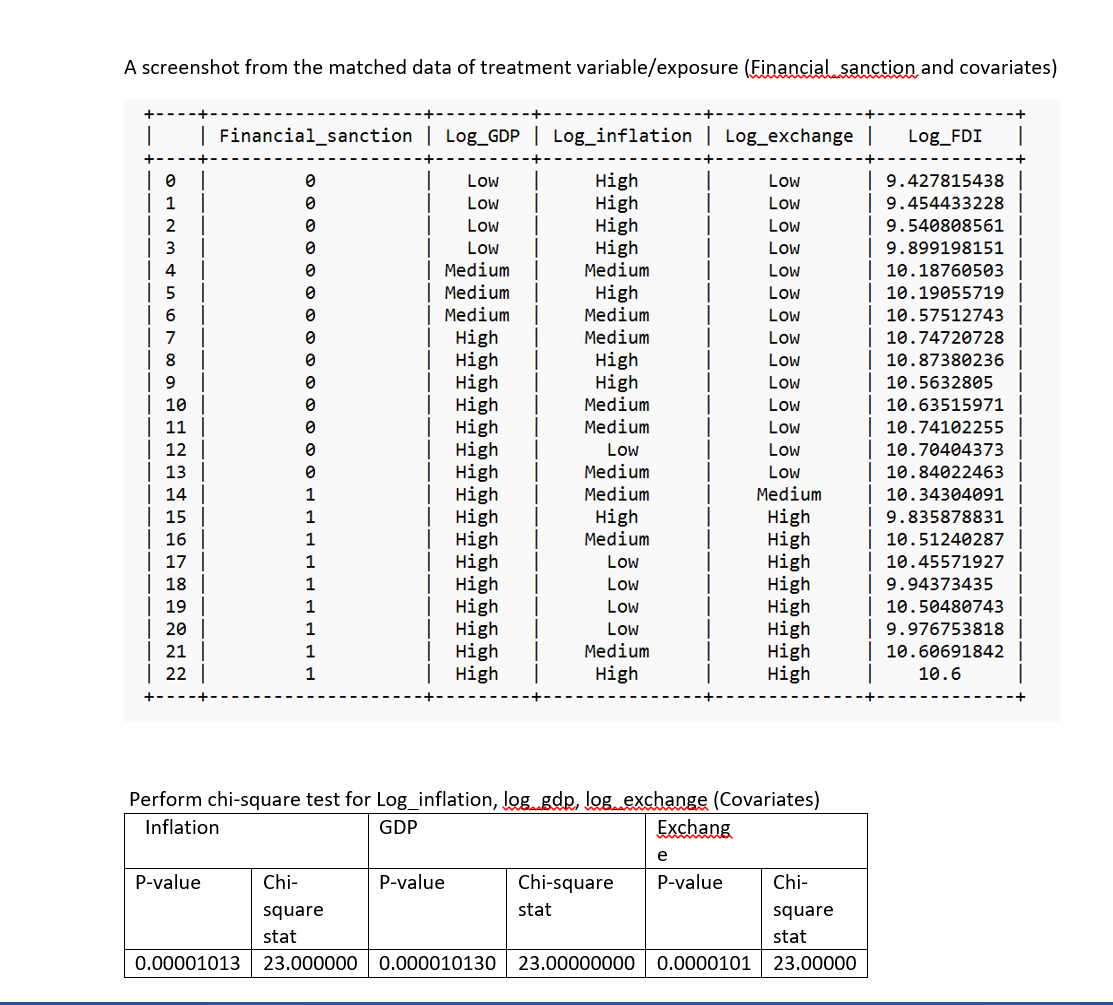 A screenshot from the matched data of treatment variable/exposure (Financial_sanction and covariates)
+----+--------------------+---------+---------------+--------------+-------------+
|    | Financial_sanction | Log_GDP | Log_inflation | Log_exchange |   Log_FDI   |
+----+--------------------+---------+---------------+--------------+-------------+
| 0  |         0          |   Low   |     High      |     Low      | 9.427815438 |
| 1  |         0          |   Low   |     High      |     Low      | 9.454433228 |
| 2  |         0          |   Low   |     High      |     Low      | 9.540808561 |
| 3  |         0          |   Low   |     High      |     Low      | 9.899198151 |
| 4  |         0          | Medium  |    Medium     |     Low      | 10.18760503 |
| 5  |         0          | Medium  |     High      |     Low      | 10.19055719 |
| 6  |         0          | Medium  |    Medium     |     Low      | 10.57512743 |
| 7  |         0          |  High   |    Medium     |     Low      | 10.74720728 |
| 8  |         0          |  High   |     High      |     Low      | 10.87380236 |
| 9  |         0          |  High   |     High      |     Low      | 10.5632805  |
| 10 |         0          |  High   |    Medium     |     Low      | 10.63515971 |
| 11 |         0          |  High   |    Medium     |     Low      | 10.74102255 |
| 12 |         0          |  High   |      Low      |     Low      | 10.70404373 |
| 13 |         0          |  High   |    Medium     |     Low      | 10.84022463 |
| 14 |         1          |  High   |    Medium     |    Medium    | 10.34304091 |
| 15 |         1          |  High   |     High      |     High     | 9.835878831 |
| 16 |         1          |  High   |    Medium     |     High     | 10.51240287 |
| 17 |         1          |  High   |      Low      |     High     | 10.45571927 |
| 18 |         1          |  High   |      Low      |     High     | 9.94373435  |
| 19 |         1          |  High   |      Low      |     High     | 10.50480743 |
| 20 |         1          |  High   |      Low      |     High     | 9.976753818 |
| 21 |         1          |  High   |    Medium     |     High     | 10.60691842 |
| 22 |         1          |  High   |     High      |     High     |    10.6     |
+----+--------------------+---------+---------------+--------------+-------------+
Perform chi-square test for Log_inflation, log_gdp, log_exchange (Covariates)
Inflation GDP Exchang
e
P-value Chi- P-value Chi-square P-value Chi-
square stat square
stat stat
0.00001013 23.000000 0.000010130 23.00000000 0.0000101 23.00000